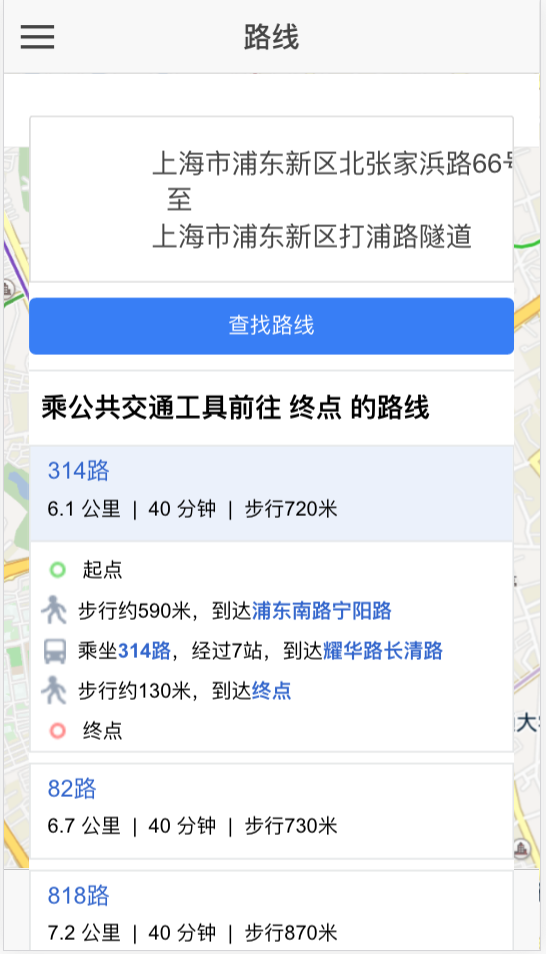 路线
上海市浦东新区北张家浜路66号
至
上海市浦东新区打浦路隧道
查找路线
乘公共交通工具前往 终点 的路线
314路
6.1 公里 | 40 分钟 | 步行720米
起点
步行约590米，到达浦东南路宁阳路
乘坐314路，经过7站，到达耀华路长清路
步行约130米，到达终点
终点
大
82路
6.7 公里 | 40 分钟 | 步行730米
818路
7.2 公里 | 40 分钟 | 步行870米